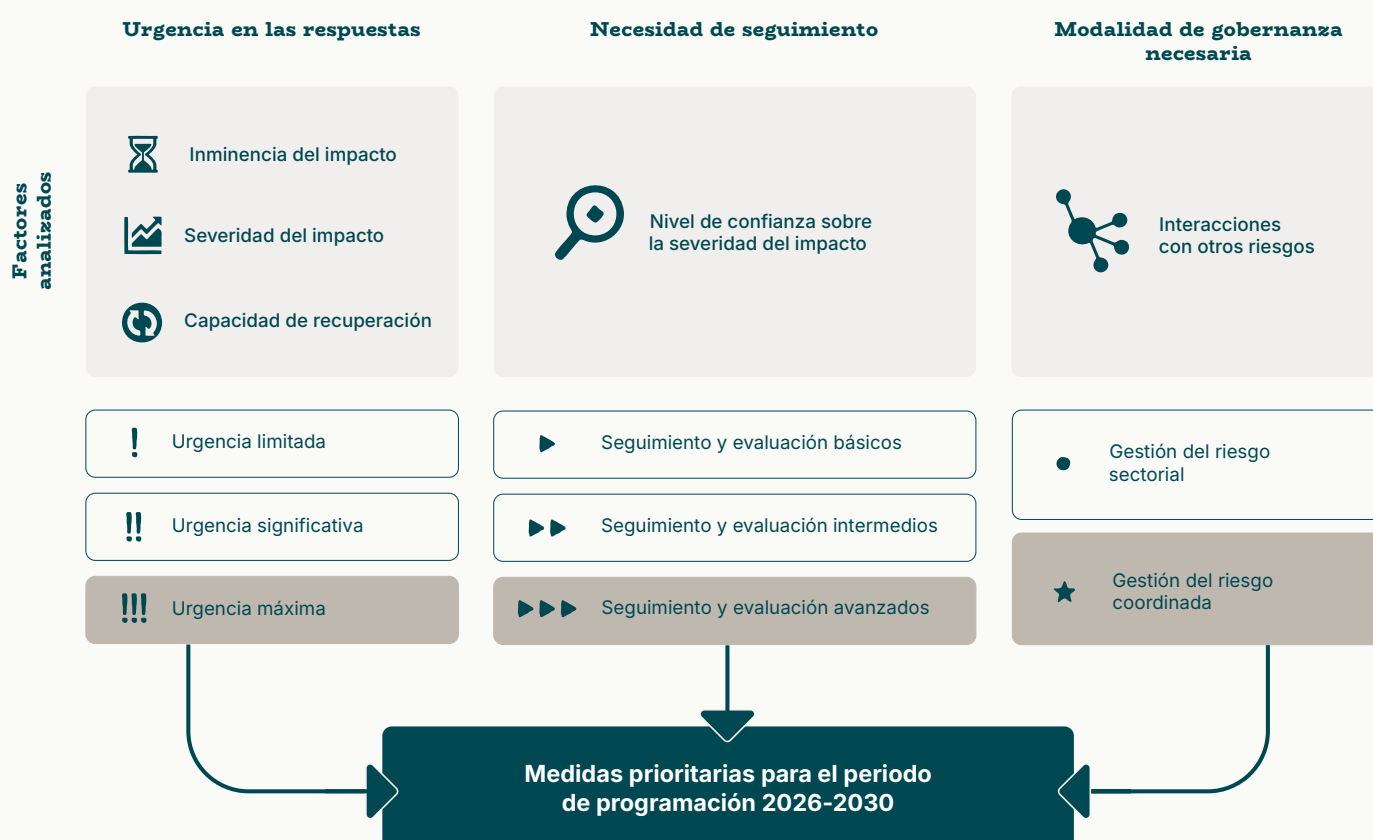 Urgencia en las respuestas
Necesidad de seguimiento
Modalidad de gobernanza
necesaria
Factores
analizados
Inminencia del impacto
Severidad del impacto
Capacidad de recuperación
Nivel de confianza sobre
la severidad del impacto
Interacciones
con otros riesgos
! Urgencia limitada
!! Urgencia significativa
!!! Urgencia máxima
Seguimiento y evaluación básicos
Seguimiento y evaluación intermedios
Seguimiento y evaluación avanzados
Gestión del riesgo
sectorial
Gestión del riesgo
coordinada
Medidas prioritarias para el periodo
de programación 2026-2030